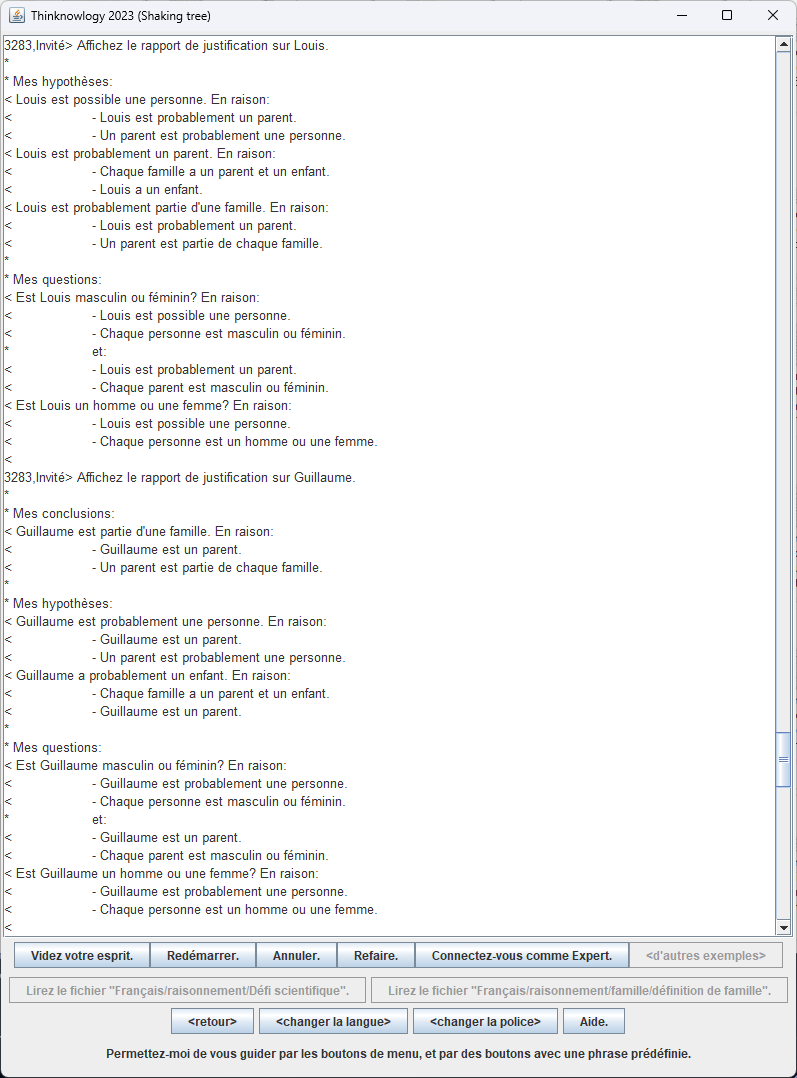 Thinknowlogy 2023 (Shaking tree)
3283,Invité> Affichez le rapport de justification sur Louis.
*
* Mes hypothèses:
< Louis est possible une personne. En raison:
< - Louis est probablement un parent.
< - Un parent est probablement une personne.
< Louis est probablement un parent. En raison:
< - Chaque famille a un parent et un enfant.
< - Louis a un enfant.
< Louis est probablement partie d'une famille. En raison:
< - Louis est probablement un parent.
< - Un parent est partie de chaque famille.
*
* Mes questions:
< Est Louis masculin ou féminin? En raison:
< - Louis est possible une personne.
< - Chaque personne est masculin ou féminin.
* et:
< - Louis est probablement un parent.
< - Chaque parent est masculin ou féminin.
< Est Louis un homme ou une femme? En raison:
< - Louis est possible une personne.
< - Chaque personne est un homme ou une femme.
<
3283,Invité> Affichez le rapport de justification sur Guillaume.
*
* Mes conclusions:
< Guillaume est partie d'une famille. En raison:
< - Guillaume est un parent.
< - Un parent est partie de chaque famille.
*
* Mes hypothèses:
< Guillaume est probablement une personne. En raison:
< - Guillaume est un parent.
< - Un parent est probablement une personne.
< Guillaume a probablement un enfant. En raison:
< - Chaque famille a un parent et un enfant.
< - Guillaume est un parent.
*
* Mes questions:
< Est Guillaume masculin ou féminin? En raison:
< - Guillaume est probablement une personne.
< - Chaque personne est masculin ou féminin.
* et:
< - Guillaume est un parent.
< - Chaque parent est masculin ou féminin.
< Est Guillaume un homme ou une femme? En raison:
< - Guillaume est probablement une personne.
< - Chaque personne est un homme ou une femme.
<
Videz votre esprit. Redémarrer. Annuler. Refaire. Connectez-vous comme Expert. <d'autres exemples>
Lirez le fichier "Français/raisonnement/Défi scientifique". Lirez le fichier "Français/raisonnement/famille/définition de famille".
<retour> <changer la langue> <changer la police> Aide.
Permettez-moi de vous guider par les boutons de menu, et par des boutons avec une phrase prédéfinie.